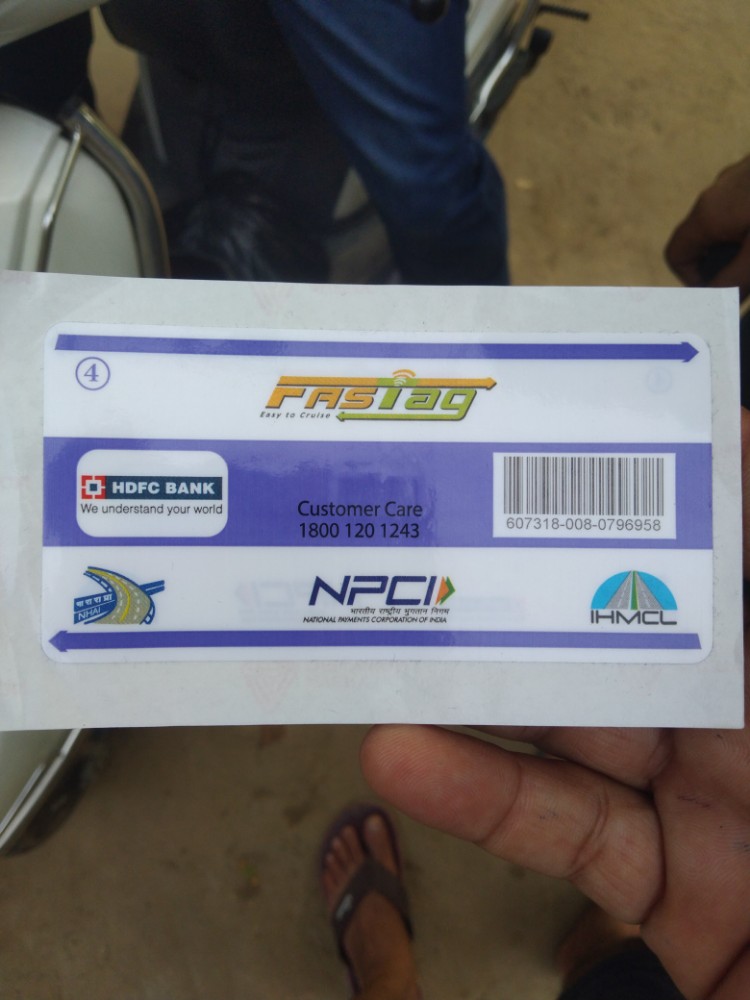 4
FASTag
Easy to Cruise
HDFC BANK
We understand your world
Customer Care
1800 120 1243
607318-008-0796958
भा रा रा प्रा
NHAI
NPCI
भारतीय राष्ट्रीय भुगतान निगम
NATIONAL PAYMENTS CORPORATION OF INDIA
IHMCL